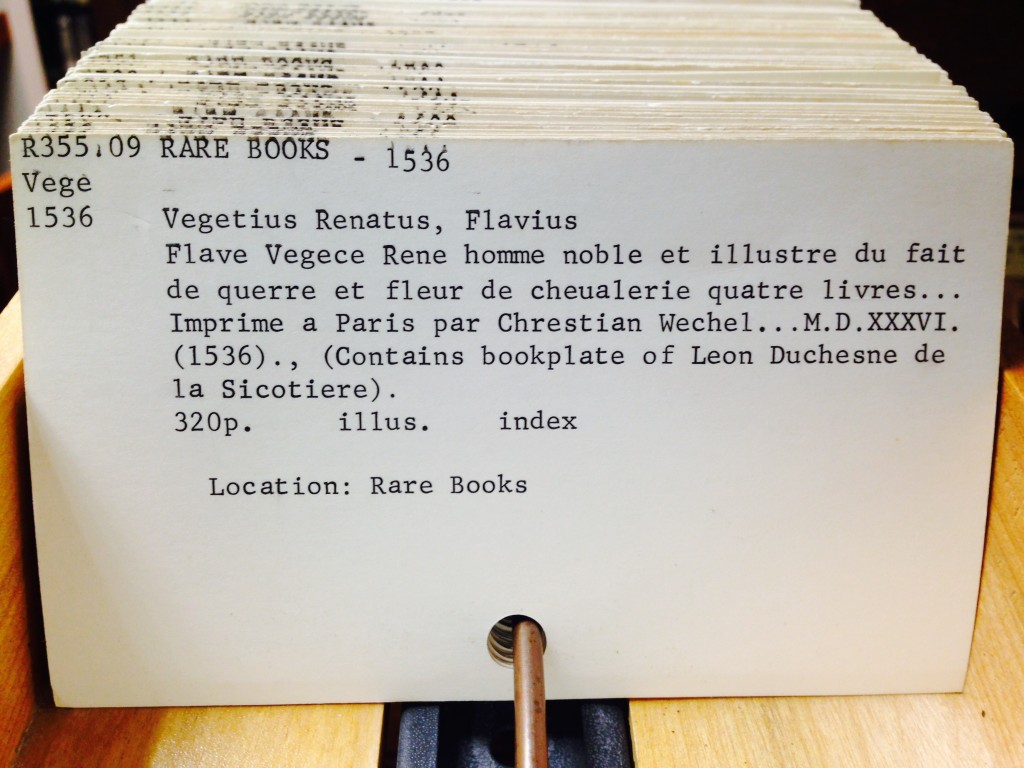 R355.09 RARE BOOKS - 1536
Vege
1536 Vegetius Renatus, Flavius
Flave Vegece Rene homme noble et illustre du fait
de querre et fleur de cheualerie quatre livres...
Imprime a Paris par Chrestian Wechel...M.D.XXXVI.
(1536)., (Contains bookplate of Leon Duchesne de
la Sicotiere).
320p. illus. index
Location: Rare Books